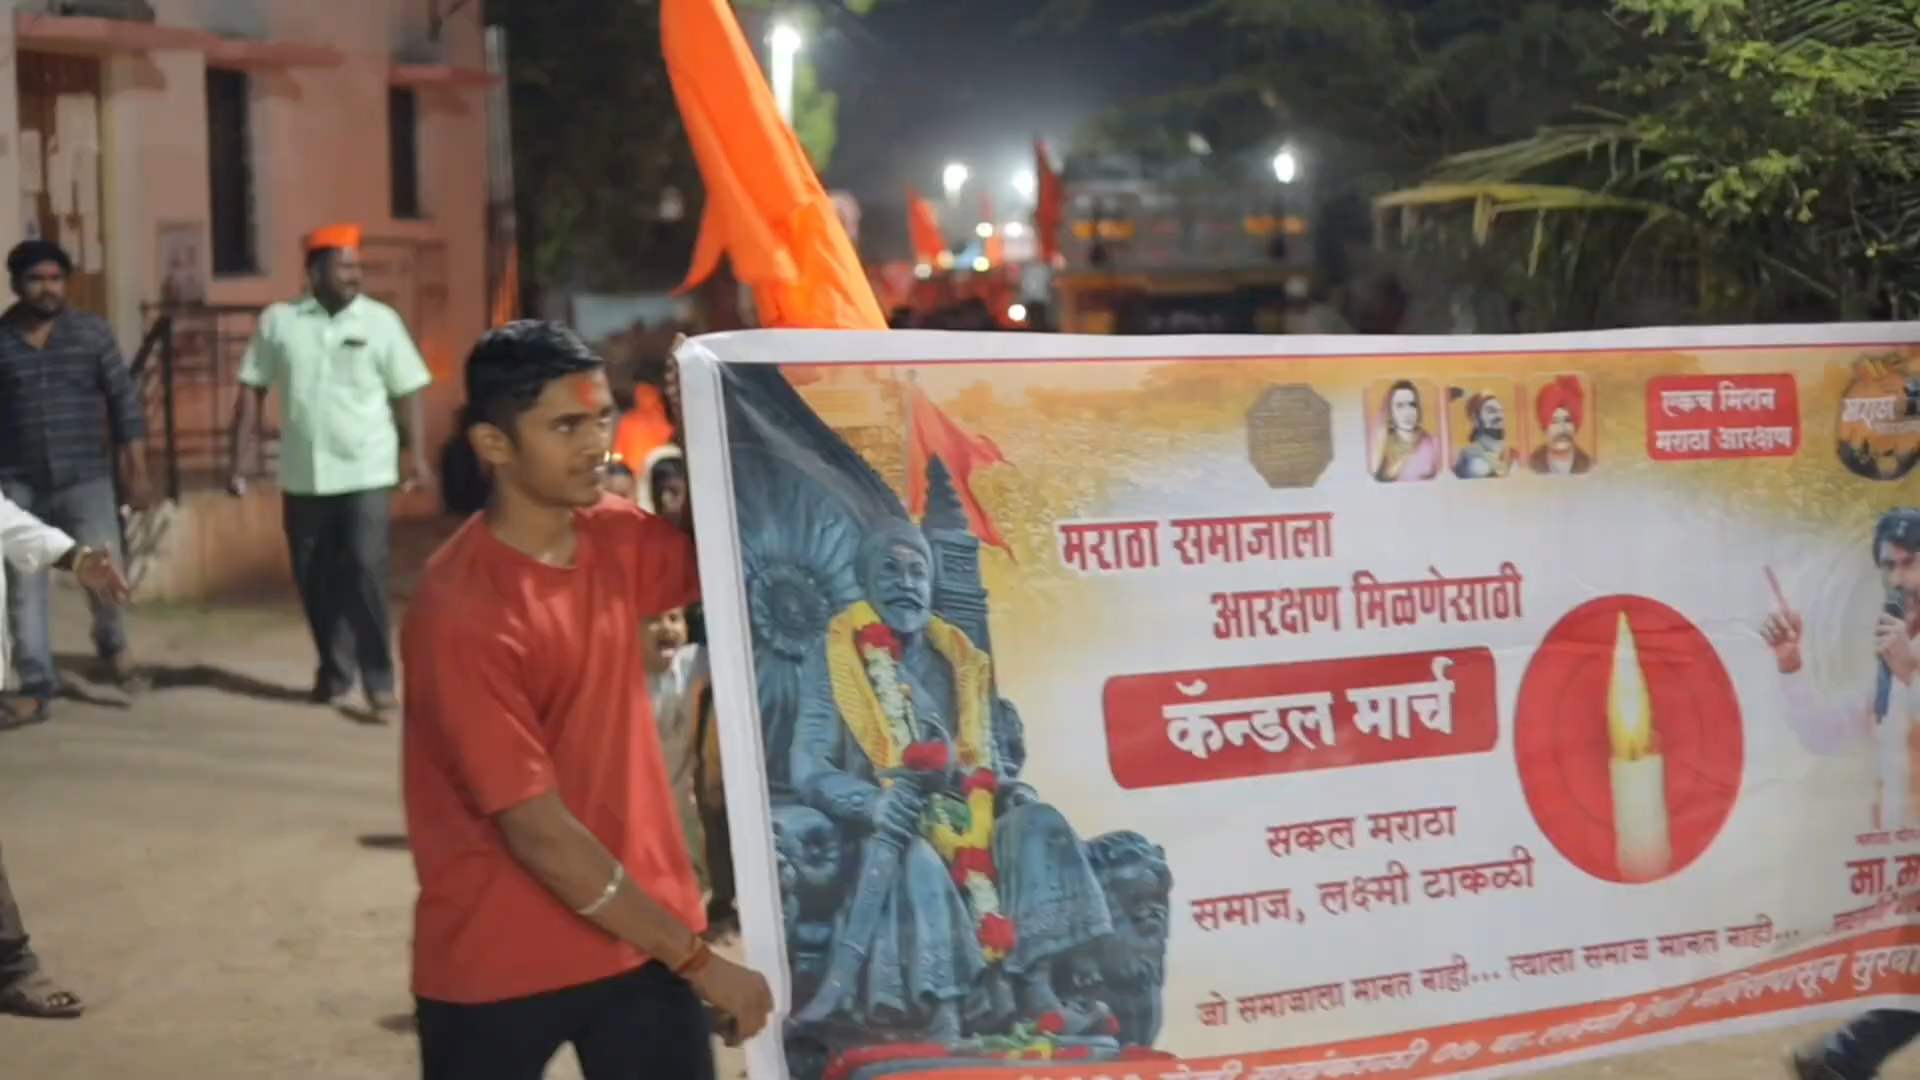 एकच मिशन
मराठा आरक्षण
मराठा
मराठा समाजाला
आरक्षण मिळणेसाठी
कॅन्डल मार्च
सकल मराठा
समाज, लक्ष्मी टाकळी
मा.म
जो समाजाला मानत नाही... त्याला समाज मानत नाही...